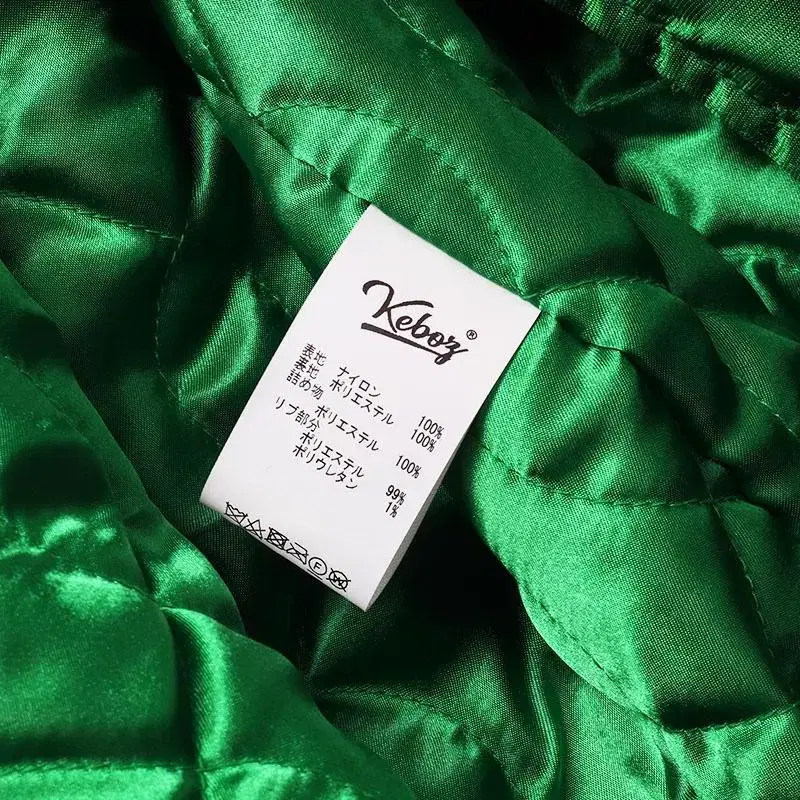 Keboz®
表地 ナイロン 100%
裏地 ポリエステル 100%
詰め物
ポリエステル 100%
リブ部分
ポリエステル 99%
ポリウレタン 1%